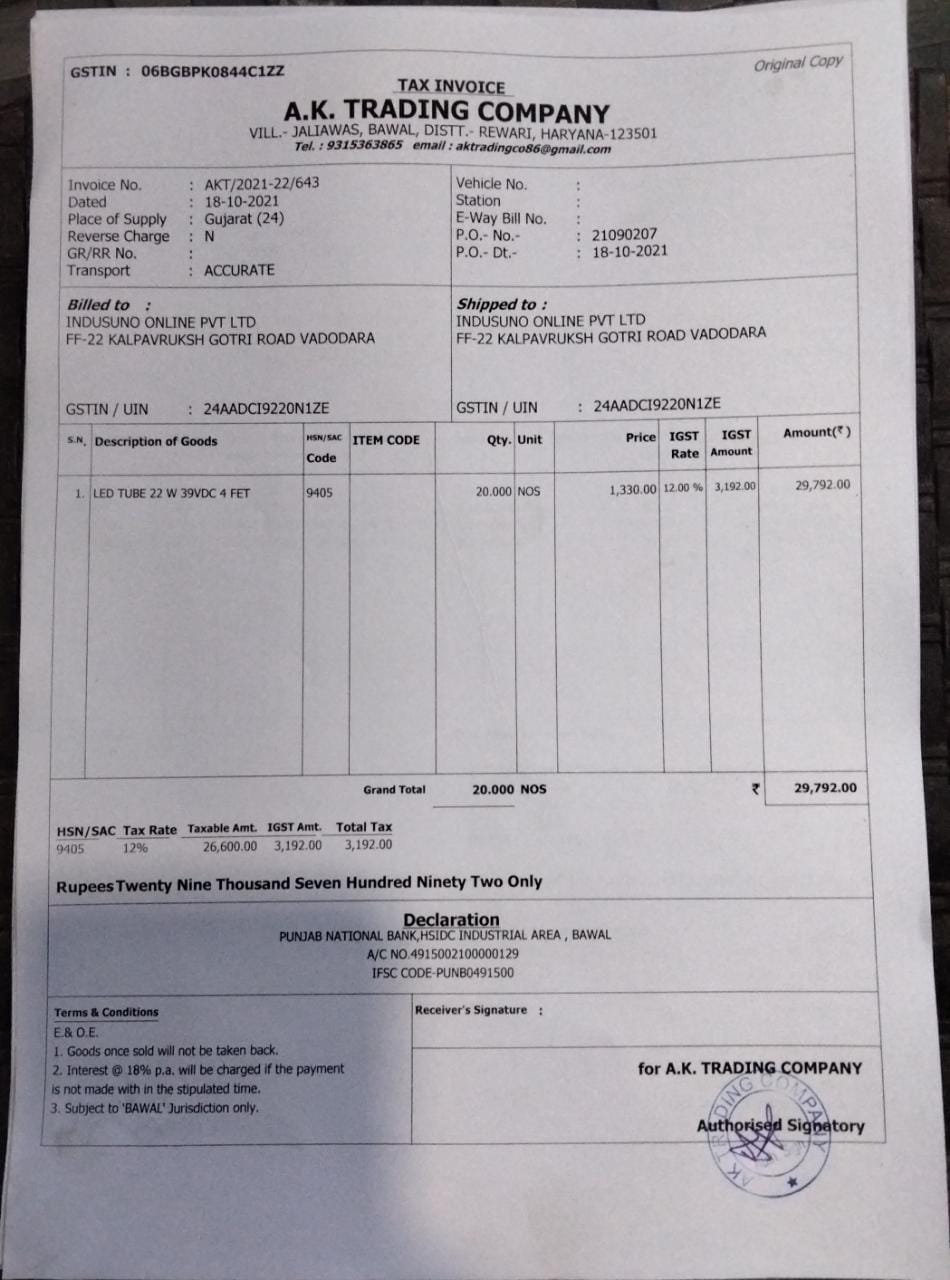 GSTIN : 06BGBPK0844C1ZZ
Original Copy
TAX INVOICE
A.K. TRADING COMPANY
VILL.- JALIAWAS, BAWAL, DISTT.- REWARI, HARYANA-123501
Tel. : 9315363865 email : aktradingco86@gmail.com
Invoice No. : AKT/2021-22/643
Dated : 18-10-2021
Place of Supply : Gujarat (24)
Reverse Charge : N
GR/RR No. :
Transport : ACCURATE
Vehicle No. :
Station :
E-Way Bill No. :
P.O.- No.- : 21090207
P.O.- Dt.- : 18-10-2021
Billed to :
INDUSUNO ONLINE PVT LTD
FF-22 KALPAVRUKSH GOTRI ROAD VADODARA
GSTIN / UIN : 24AADCI9220N1ZE
Shipped to :
INDUSUNO ONLINE PVT LTD
FF-22 KALPAVRUKSH GOTRI ROAD VADODARA
GSTIN / UIN : 24AADCI9220N1ZE
S.N. Description of Goods HSN/SAC Code ITEM CODE Qty. Unit Price IGST Rate IGST Amount Amount(₹)
1. LED TUBE 22 W 39VDC 4 FET 9405 20.000 NOS 1,330.00 12.00 % 3,192.00 29,792.00
Grand Total 20.000 NOS ₹ 29,792.00
HSN/SAC Tax Rate Taxable Amt. IGST Amt. Total Tax
9405 12% 26,600.00 3,192.00 3,192.00
Rupees Twenty Nine Thousand Seven Hundred Ninety Two Only
Declaration
PUNJAB NATIONAL BANK,HSIDC INDUSTRIAL AREA , BAWAL
A/C NO.4915002100000129
IFSC CODE-PUNB0491500
Terms & Conditions
E.& O.E.
1. Goods once sold will not be taken back.
2. Interest @ 18% p.a. will be charged if the payment
is not made with in the stipulated time.
3. Subject to 'BAWAL' Jurisdiction only.
Receiver's Signature :
for A.K. TRADING COMPANY
Authorised Signatory
AK TRADING COMPANY